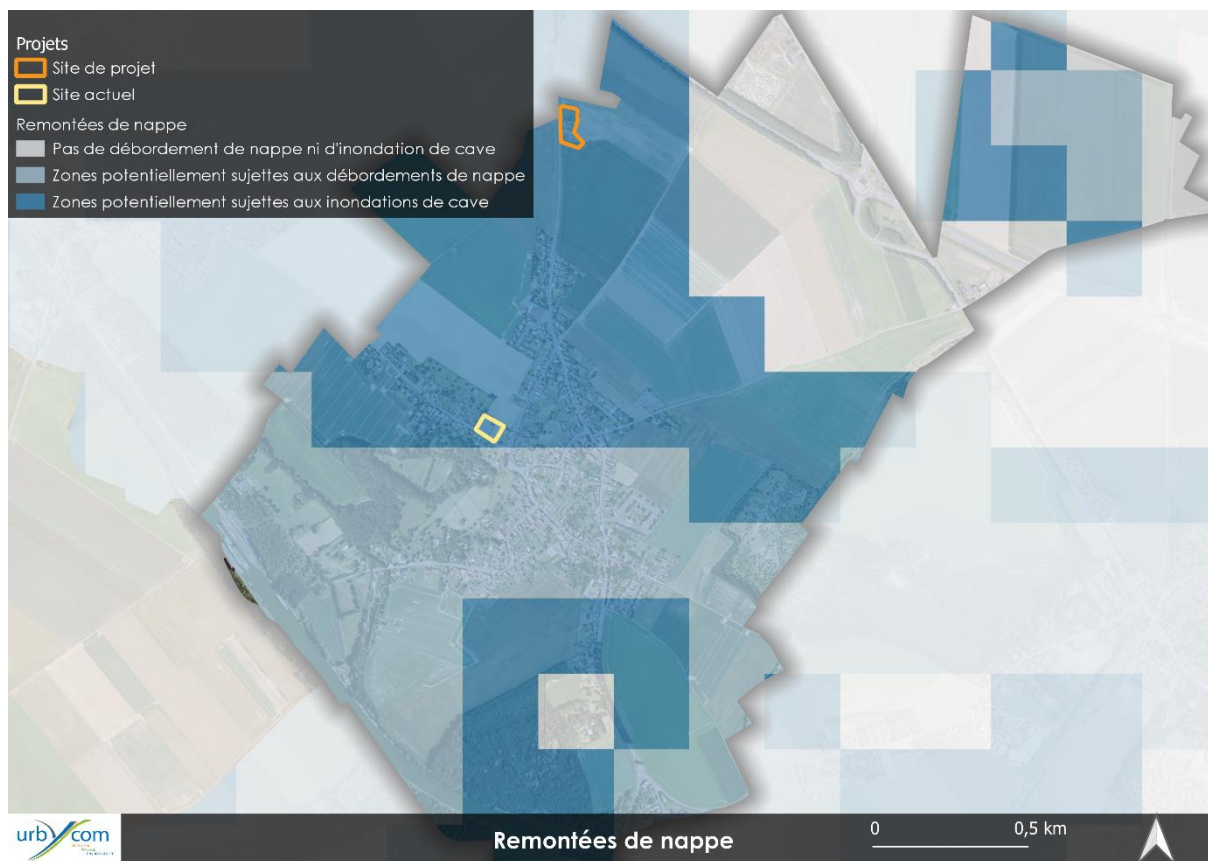 Projets
Site de projet
Site actuel
Remontées de nappe
Pas de débordement de nappe ni d'inondation de cave
Zones potentiellement sujettes aux débordements de nappe
Zones potentiellement sujettes aux inondations de cave
urbycom
Remontées de nappe
0 0,5 km